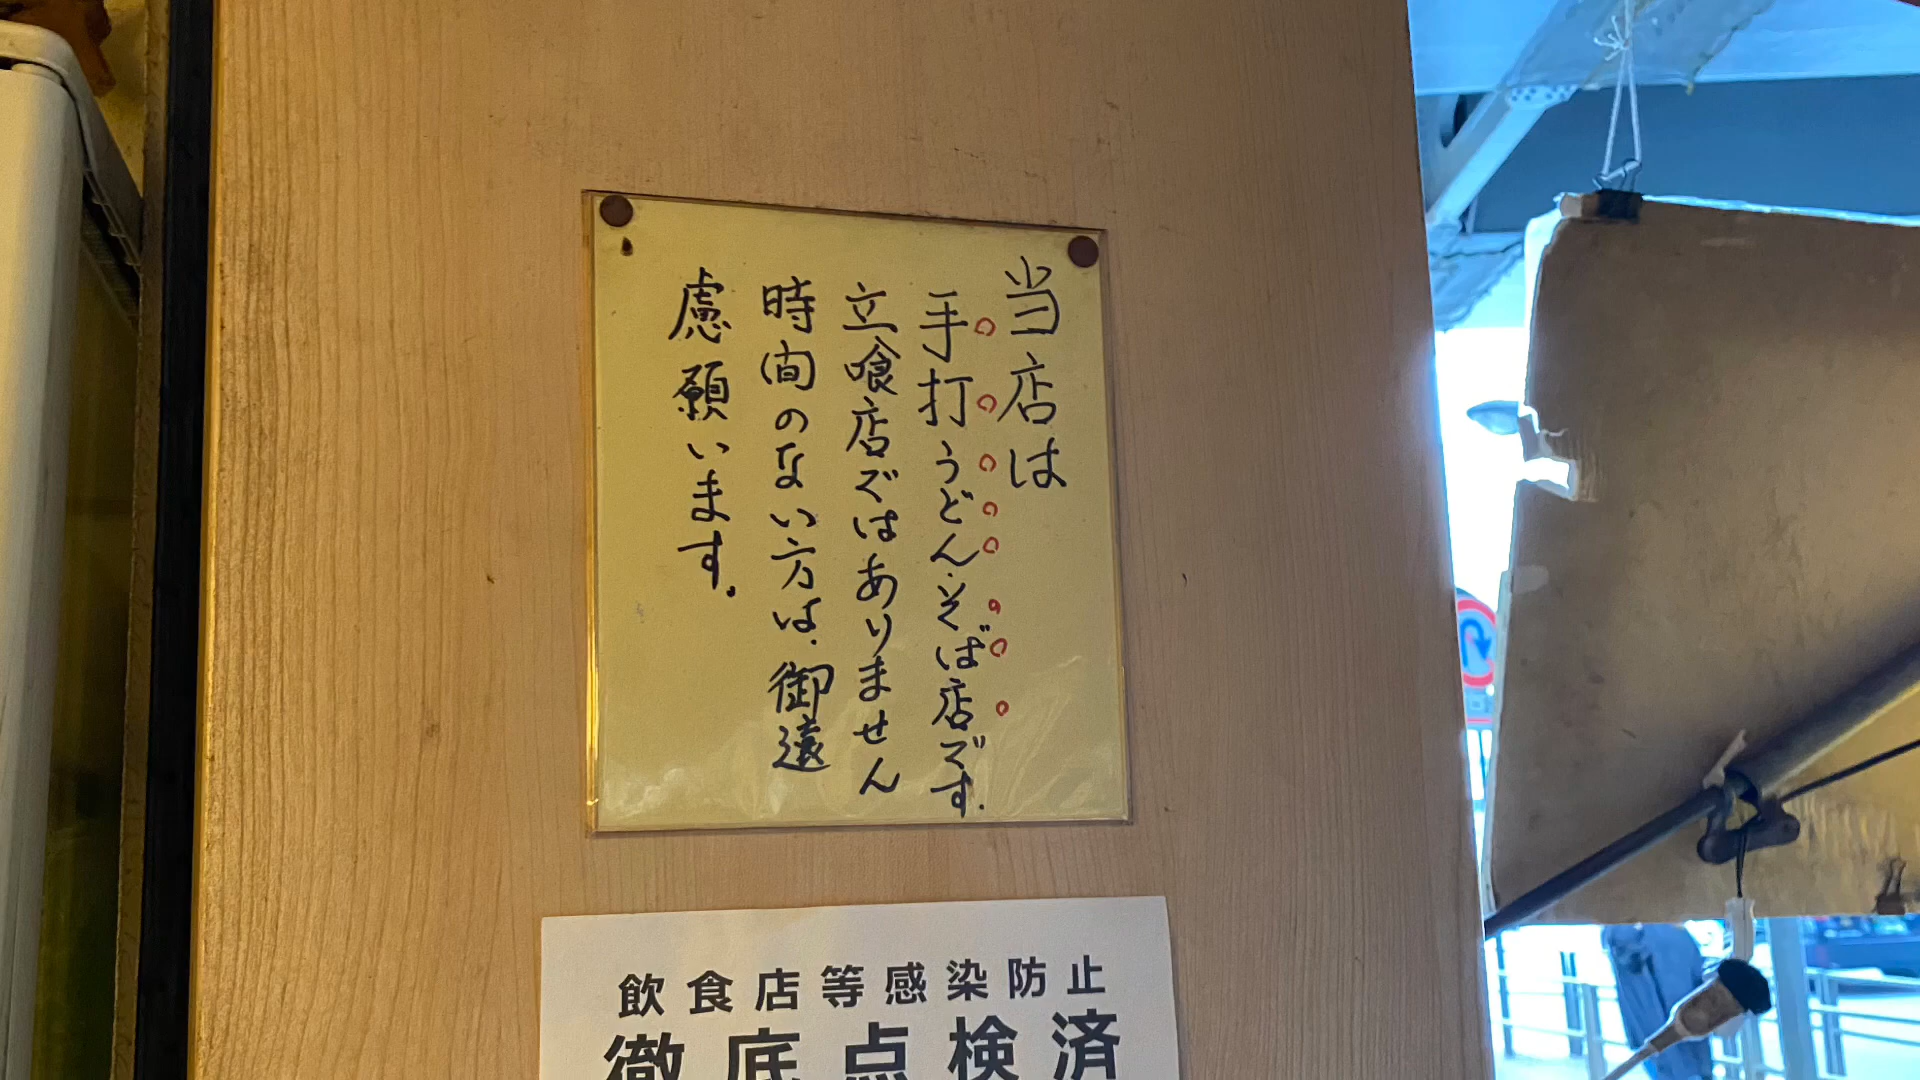 当店は
手打うどん・そば店です.
立喰店ではありません
時間のない方は.御遠
慮願います.
飲食店等感染防止
徹底点検済